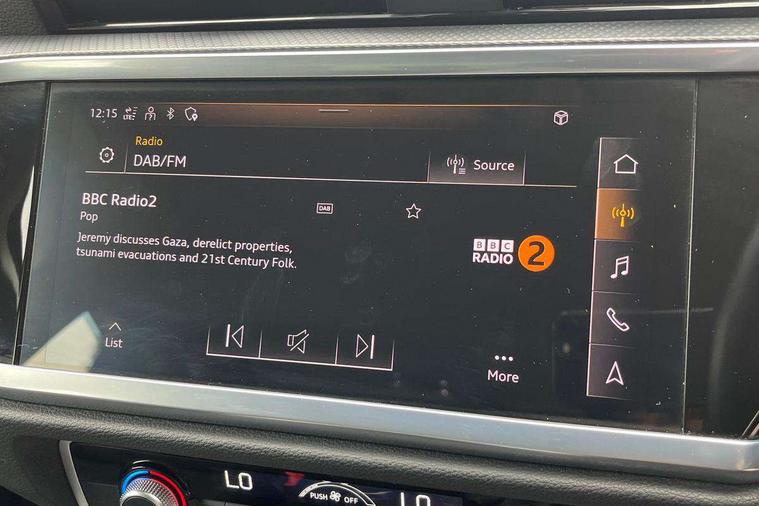 12:15 LTE
Radio
DAB/FM
Source
BBC Radio2
DAB
Pop
Jeremy discusses Gaza, derelict properties,
tsunami evacuations and 21st Century Folk.
BBC
RADIO 2
List
More
LO
PUSH OFF
LO